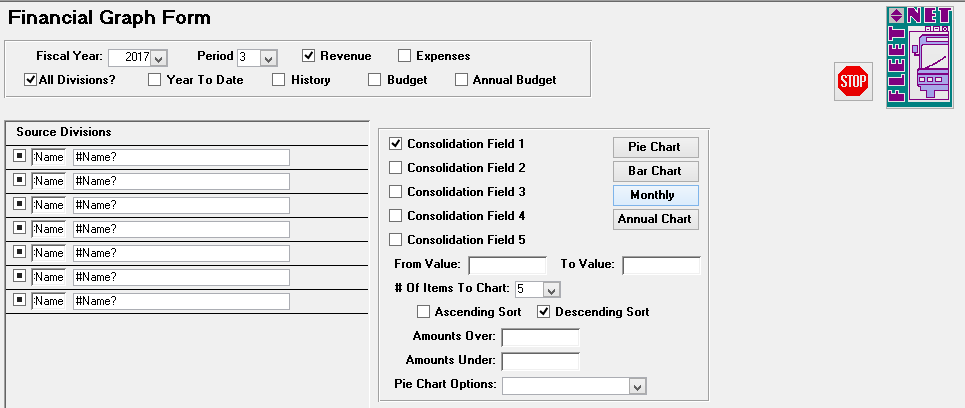 Financial Graph Form
FLEET NET
Fiscal Year: 2017 Period 3 Revenue Expenses
All Divisions? Year To Date History Budget Annual Budget
STOP
Source Divisions
:Name #Name?
:Name #Name?
:Name #Name?
:Name #Name?
:Name #Name?
:Name #Name?
:Name #Name?
Consolidation Field 1 Pie Chart
Consolidation Field 2 Bar Chart
Consolidation Field 3 Monthly
Consolidation Field 4 Annual Chart
Consolidation Field 5
From Value: To Value:
# Of Items To Chart: 5
Ascending Sort Descending Sort
Amounts Over:
Amounts Under:
Pie Chart Options: